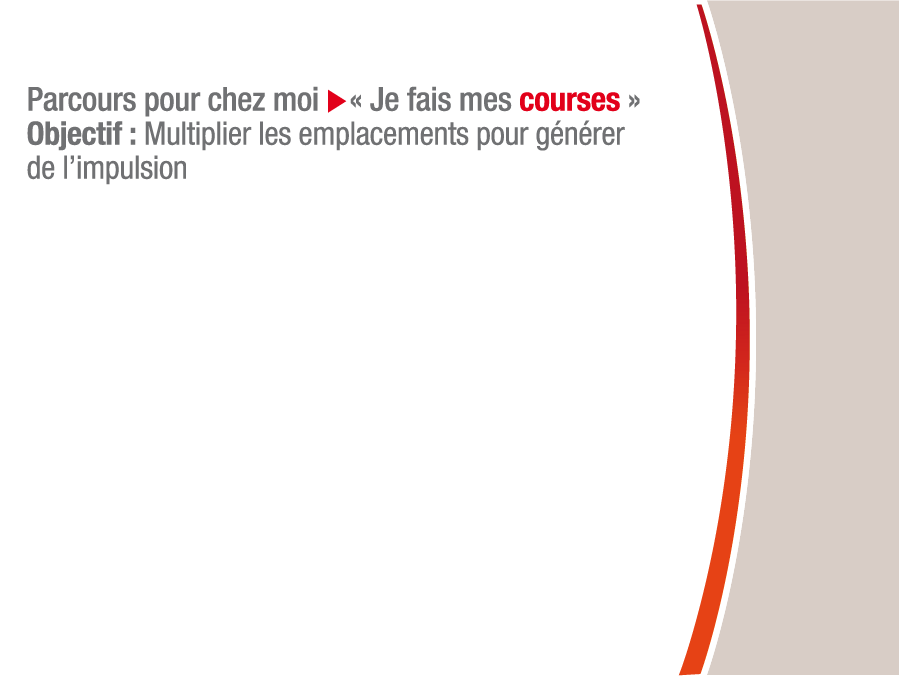 Parcours pour chez moi ▶ « Je fais mes courses »
Objectif : Multiplier les emplacements pour générer
de l’impulsion